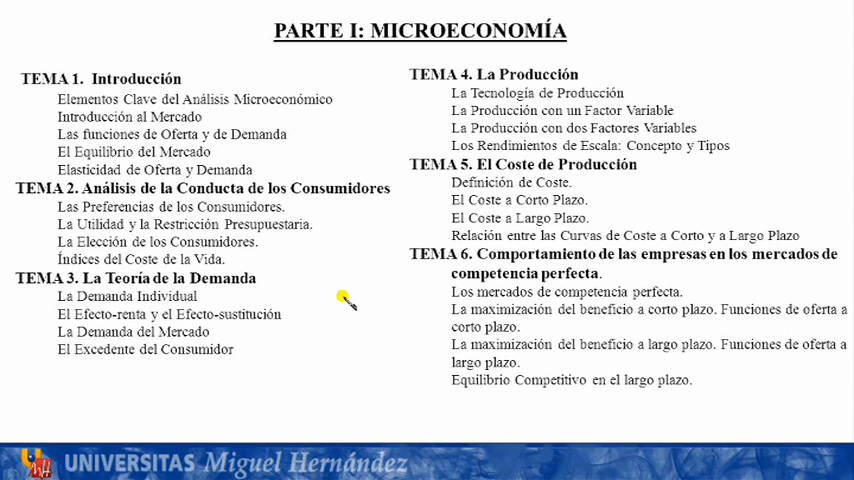 PARTE I: MICROECONOMÍA
TEMA 1. Introducción
Elementos Clave del Análisis Microeconómico
Introducción al Mercado
Las funciones de Oferta y de Demanda
El Equilibrio del Mercado
Elasticidad de Oferta y Demanda
TEMA 2. Análisis de la Conducta de los Consumidores
Las Preferencias de los Consumidores.
La Utilidad y la Restricción Presupuestaria.
La Elección de los Consumidores.
Índices del Coste de la Vida.
TEMA 3. La Teoría de la Demanda
La Demanda Individual
El Efecto-renta y el Efecto-sustitución
La Demanda del Mercado
El Excedente del Consumidor
TEMA 4. La Producción
La Tecnología de Producción
La Producción con un Factor Variable
La Producción con dos Factores Variables
Los Rendimientos de Escala: Concepto y Tipos
TEMA 5. El Coste de Producción
Definición de Coste.
El Coste a Corto Plazo.
El Coste a Largo Plazo.
Relación entre las Curvas de Coste a Corto y a Largo Plazo
TEMA 6. Comportamiento de las empresas en los mercados de
competencia perfecta.
Los mercados de competencia perfecta.
La maximización del beneficio a corto plazo. Funciones de oferta a
corto plazo.
La maximización del beneficio a largo plazo. Funciones de oferta a
largo plazo.
Equilibrio Competitivo en el largo plazo.
UNIVERSITAS Miguel Hernández